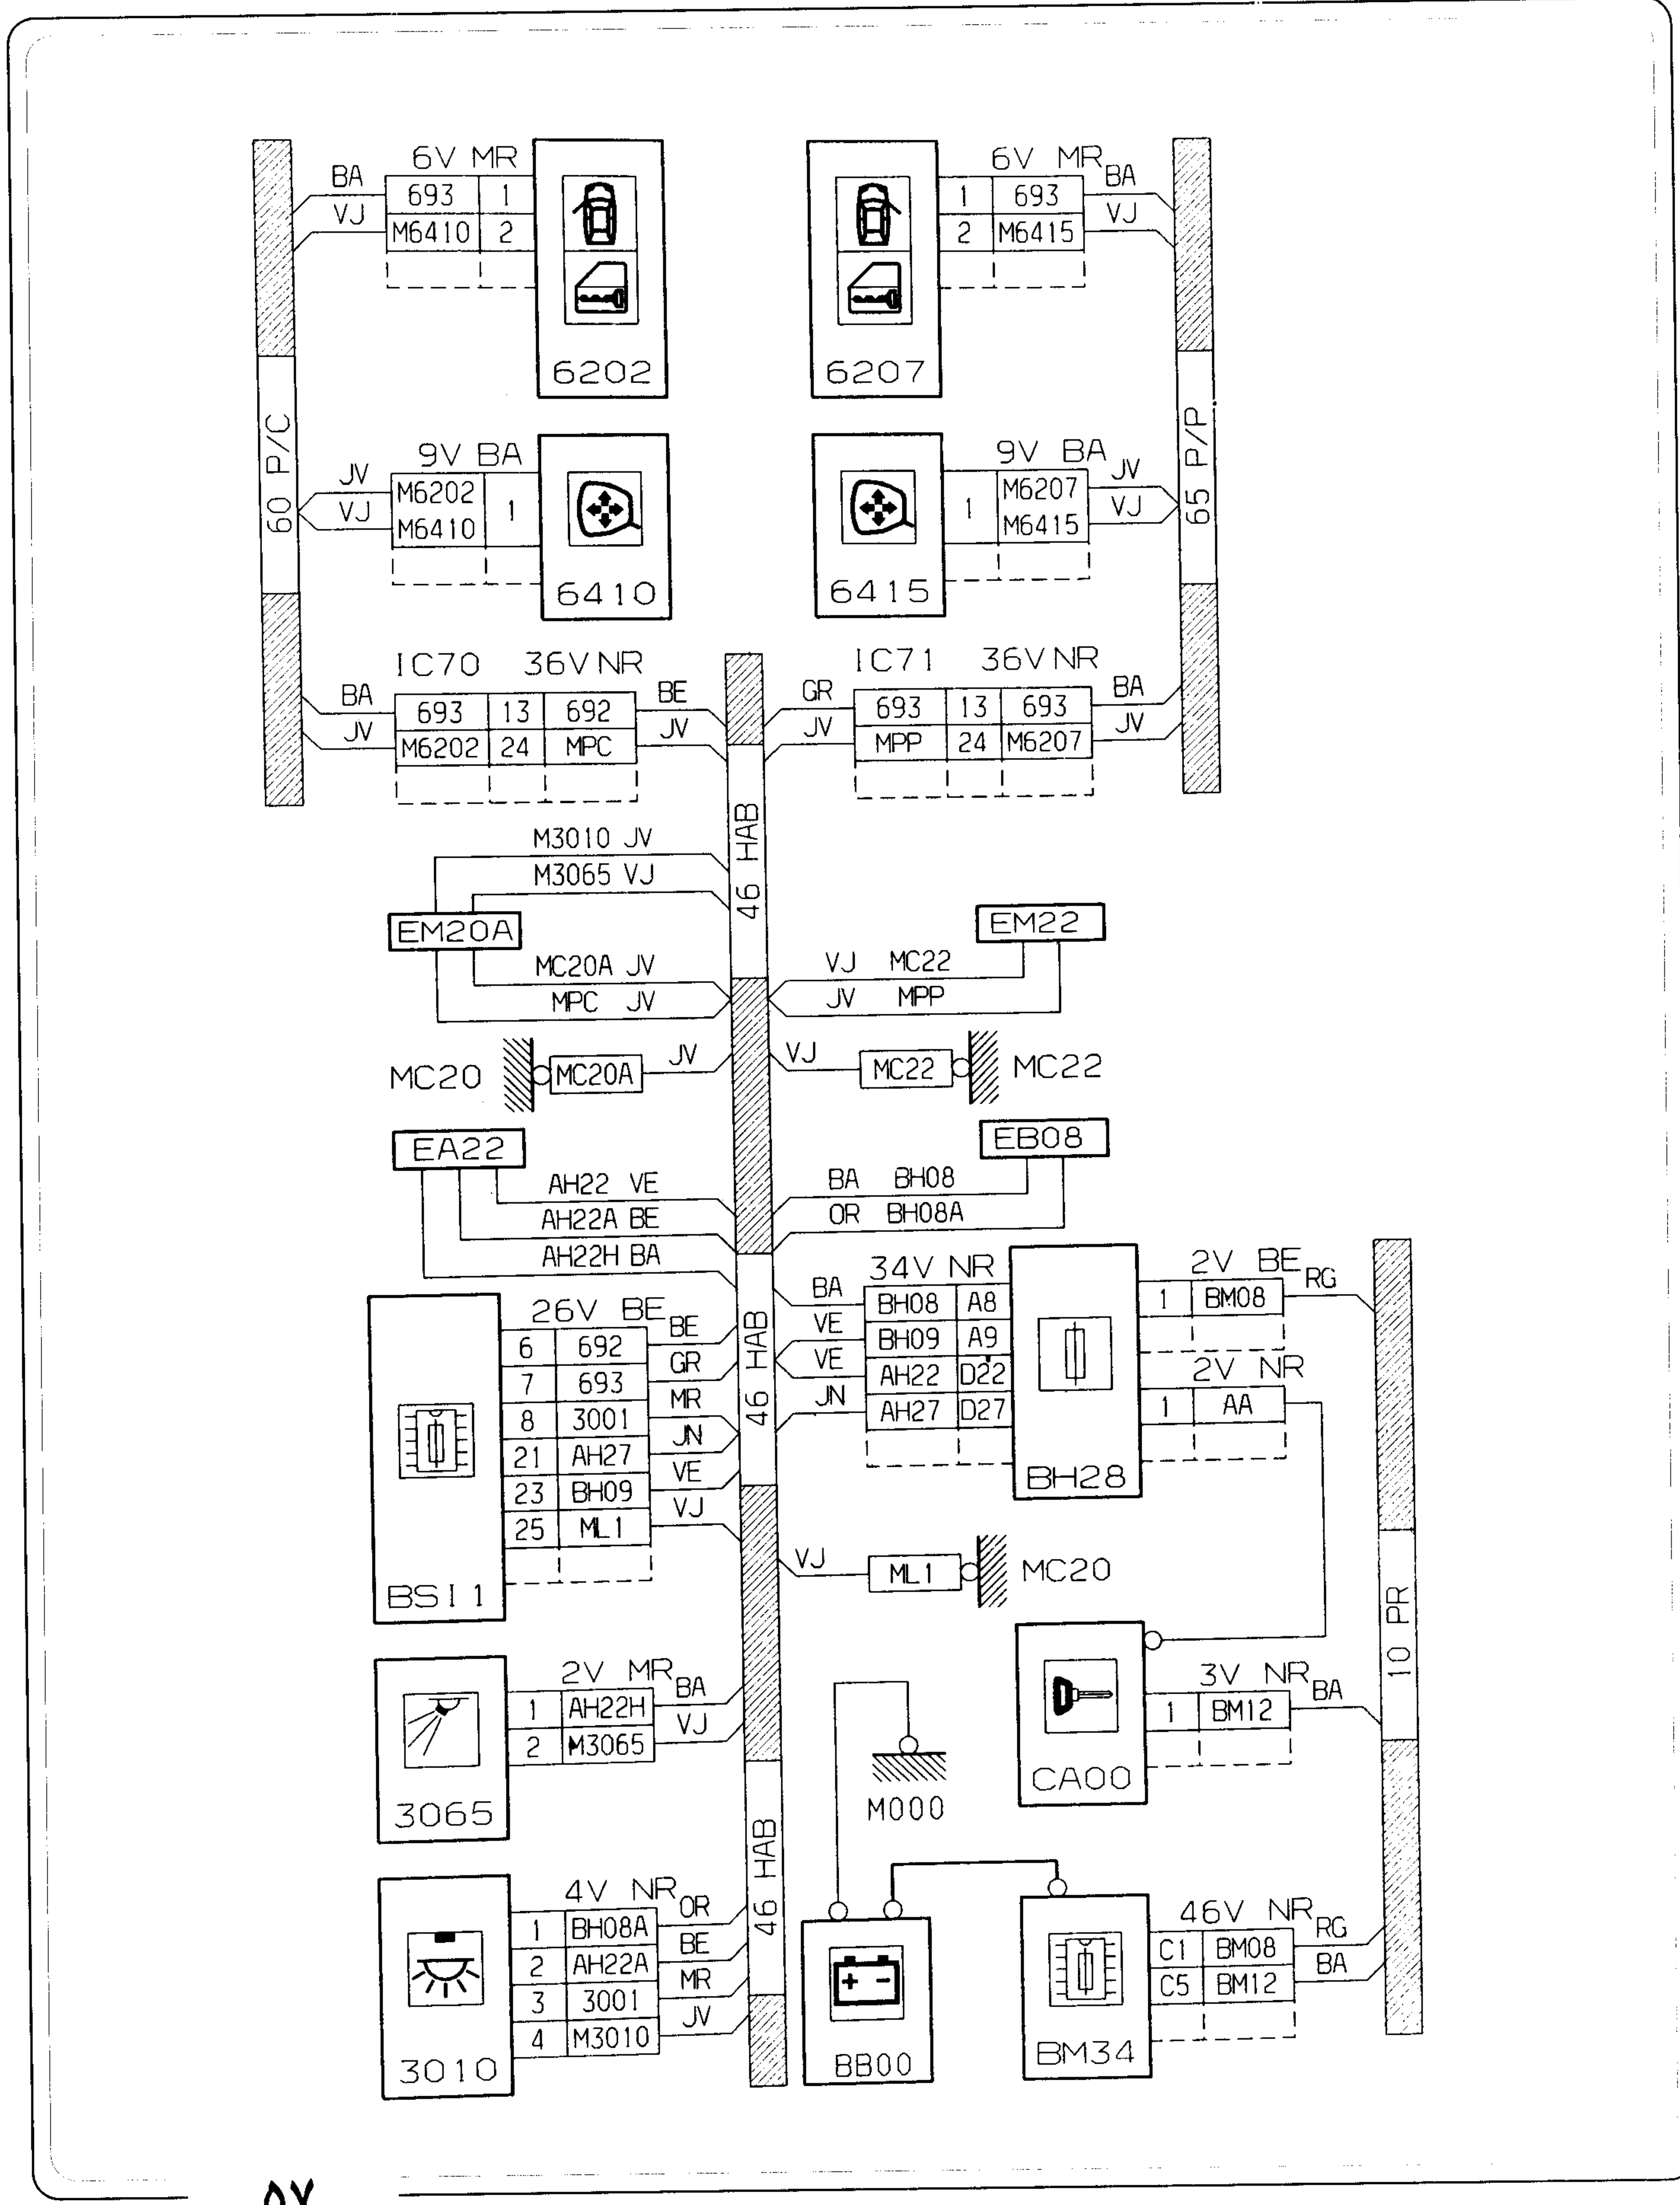 6V MR
BA 693 1
VJ M6410 2
6202
6V MR
1 693 BA
2 M6415 VJ
6207
60 P/C
65 P/P
9V BA
JV M6202
VJ M6410 1
6410
9V BA
M6207 JV
1 M6415 VJ
6415
IC70 36V NR
BA 693 13 692 BE
JV M6202 24 MPC JV
IC71 36V NR
GR 693 13 693 BA
JV MPP 24 M6207 JV
46 HAB
M3010 JV
M3065 VJ
EM20A
MC20A JV
MPC JV
EM22
VJ MC22
JV MPP
MC20 MC20A JV
VJ MC22 MC22
EA22
AH22 VE
AH22A BE
AH22H BA
EB08
BA BH08
OR BH08A
46 HAB
26V BE
6 692 BE
7 693 GR
8 3001 MR
21 AH27 JN
23 BH09 VE
25 ML1 VJ
BSI1
34V NR
BA BH08 A8
VE BH09 A9
VE AH22 D22
JN AH27 D27
BH28
2V BE
1 BM08 RG
2V NR
1 AA
VJ ML1 MC20
10 PR
2V MR
1 AH22H BA
2 M3065 VJ
3065
M000
3V NR
1 BM12 BA
CA00
46 HAB
4V NR
1 BH08A OR
2 AH22A BE
3 3001 MR
4 M3010 JV
3010
+ -
BB00
46V NR
C1 BM08 RG
C5 BM12 BA
BM34
۵۷